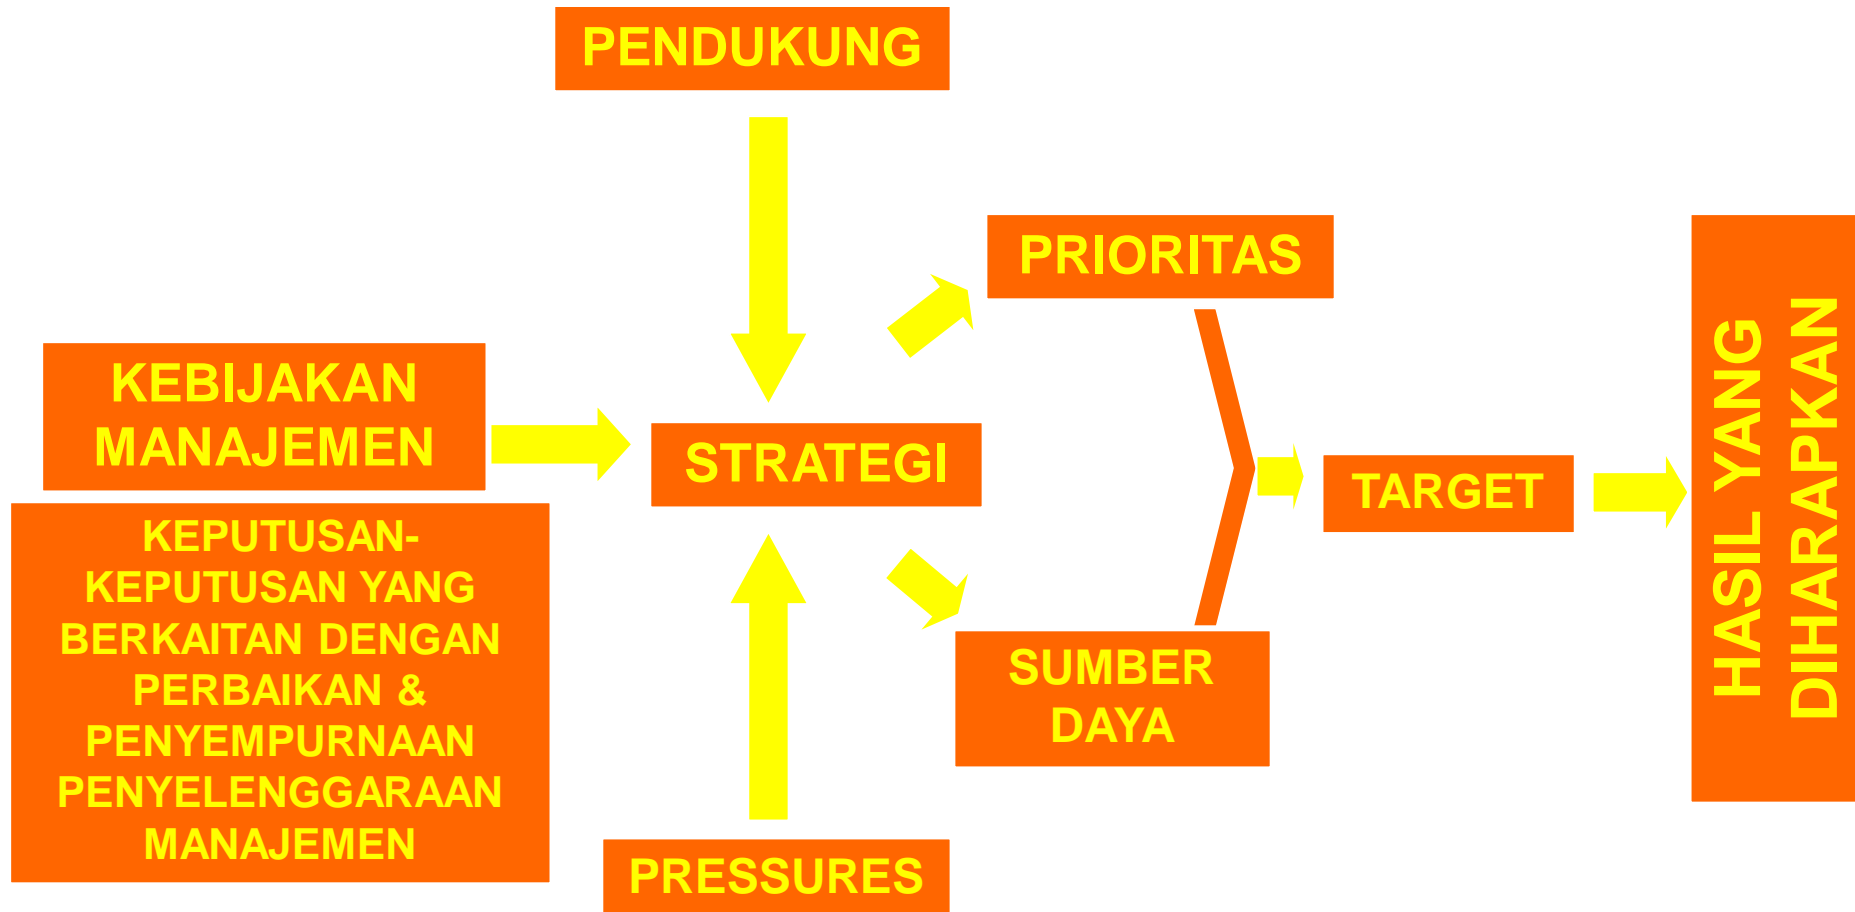 PENDUKUNG
PRIORITAS
KEBIJAKAN
MANAJEMEN
STRATEGI
TARGET
HASIL YANG
DIHARAPKAN
KEPUTUSAN-
KEPUTUSAN YANG
BERKAITAN DENGAN
PERBAIKAN &
PENYEMPURNAAN
PENYELENGGARAAN
MANAJEMEN
SUMBER
DAYA
PRESSURES